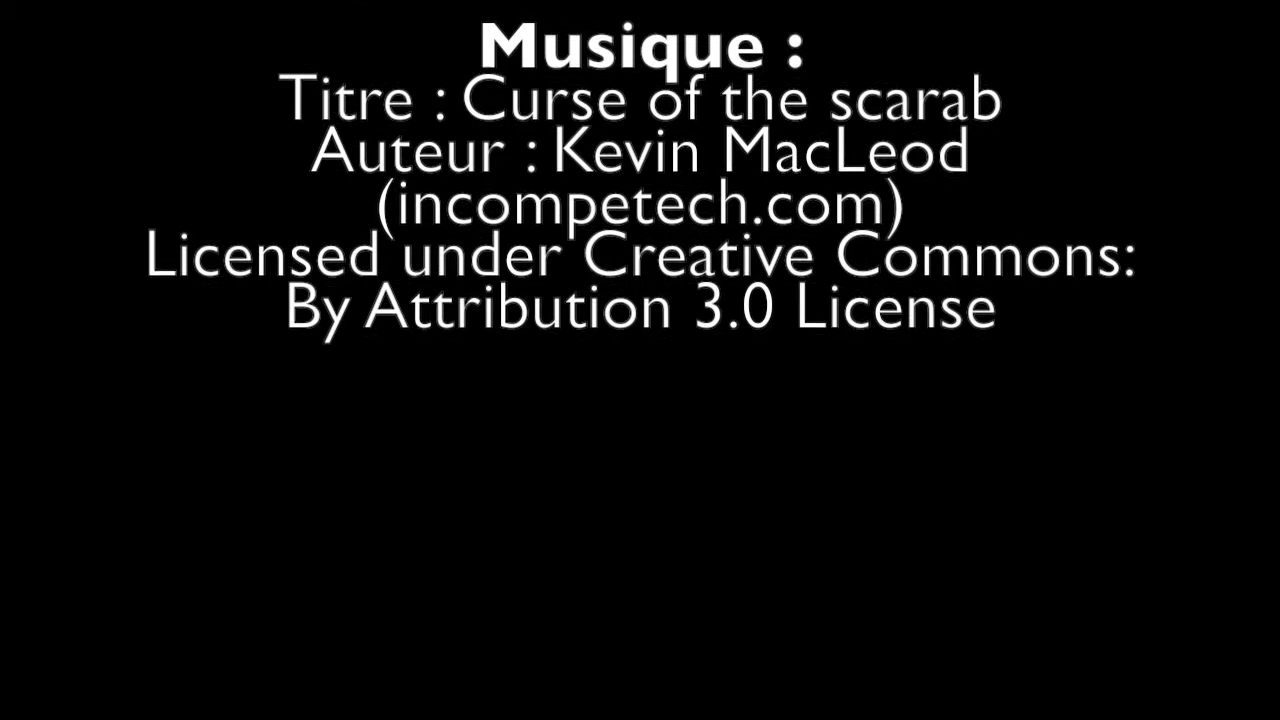 Musique :
Titre : Curse of the scarab
Auteur : Kevin MacLeod
(incompetech.com)
Licensed under Creative Commons:
By Attribution 3.0 License